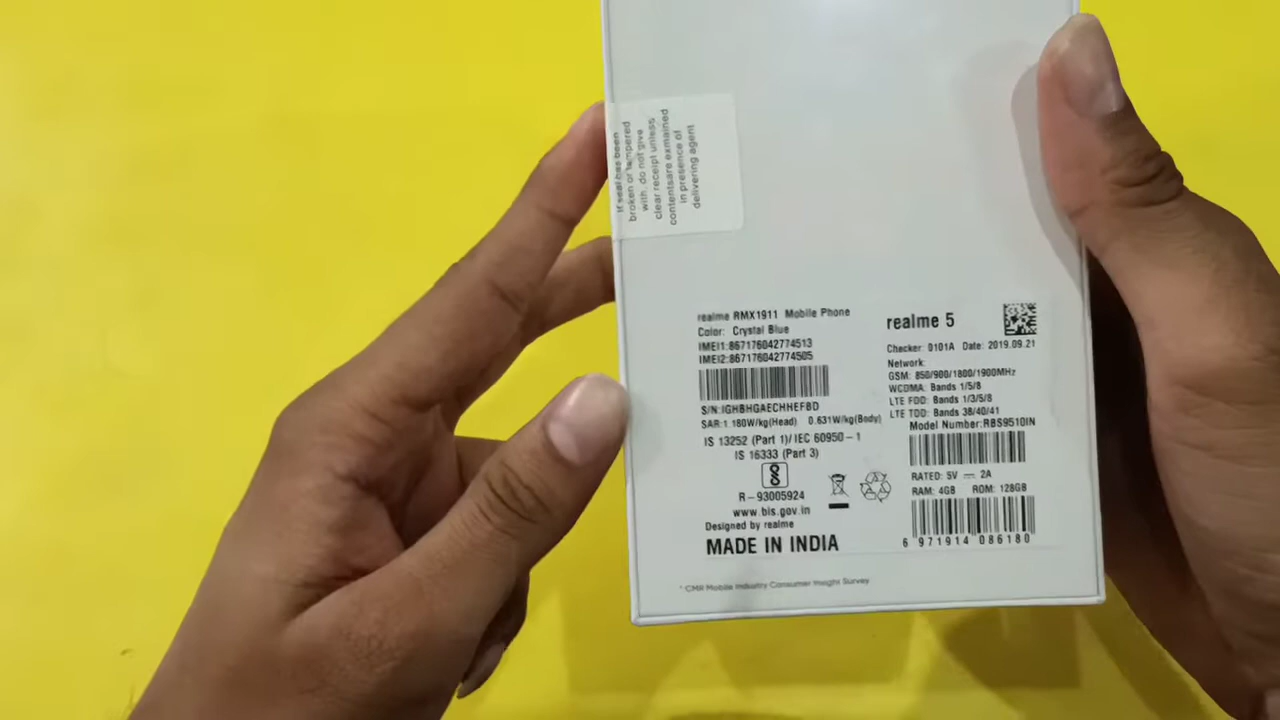 If seal has been
broken or tampered
with, do not give
clear receipt unless
contentsare exmained
in presence of
delivering agent
realme RMX1911 Mobile Phone
Color: Crystal Blue
IMEI1:867176042774513
IMEI2:867176042774505
S/N:IGHBHGAECHHEFBD
SAR:1.180W/kg(Head) 0.631W/kg(Body)
IS 13252 (Part 1)/ IEC 60950-1
IS 16333 (Part 3)
R-93005924
www.bis.gov.in
Designed by realme
MADE IN INDIA
realme 5
Checker: 0101A Date: 2019.09.21
Network:
GSM: 850/900/1800/1900MHz
WCDMA: Bands 1/5/8
LTE FDD: Bands 1/3/5/8
LTE TDD: Bands 38/40/41
Model Number:RBS9510IN
RATED: 5V ⎓ 2A
RAM: 4GB ROM: 128GB
6 971914 086180
* CMR Mobile Industry Consumer Insight Survey